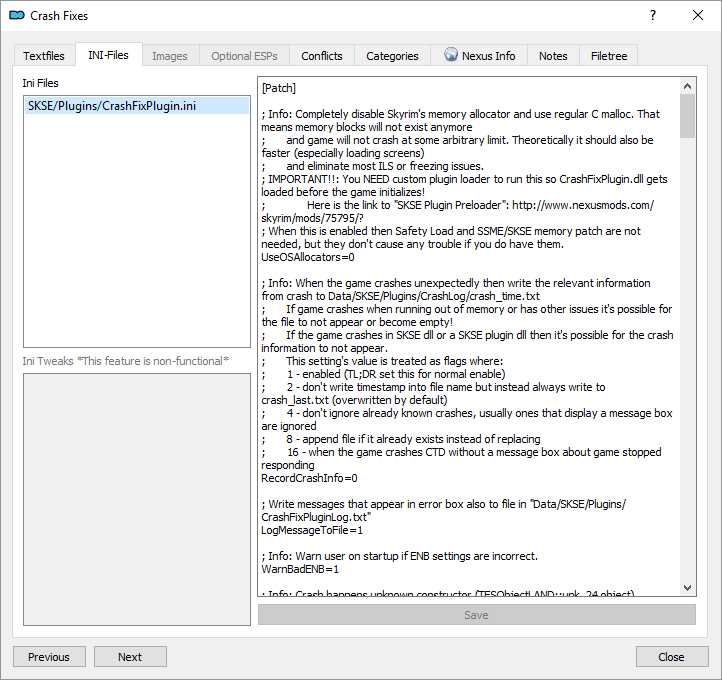 Crash Fixes
Textfiles
INI-Files
Images
Optional ESPs
Conflicts
Categories
Nexus Info
Notes
Filetree
Ini Files
SKSE/Plugins/CrashFixPlugin.ini
Ini Tweaks *This feature is non-functional*
[Patch]
; Info: Completely disable Skyrim's memory allocator and use regular C malloc. That
means memory blocks will not exist anymore
; and game will not crash at some arbitrary limit. Theoretically it should also be
faster (especially loading screens)
; and eliminate most ILS or freezing issues.
; IMPORTANT!!: You NEED custom plugin loader to run this so CrashFixPlugin.dll gets
loaded before the game initializes!
; Here is the link to "SKSE Plugin Preloader": http://www.nexusmods.com/
skyrim/mods/75795/?
; When this is enabled then Safety Load and SSME/SKSE memory patch are not
needed, but they don't cause any trouble if you do have them.
UseOSAllocators=0
; Info: When the game crashes unexpectedly then write the relevant information
from crash to Data/SKSE/Plugins/CrashLog/crash_time.txt
; If game crashes when running out of memory or has other issues it's possible for
the file to not appear or become empty!
; If the game crashes in SKSE dll or a SKSE plugin dll then it's possible for the crash
information to not appear.
; This setting's value is treated as flags where:
; 1 - enabled (TL;DR set this for normal enable)
; 2 - don't write timestamp into file name but instead always write to
crash_last.txt (overwritten by default)
; 4 - don't ignore already known crashes, usually ones that display a message box
are ignored
; 8 - append file if it already exists instead of replacing
; 16 - when the game crashes CTD without a message box about game stopped
responding
RecordCrashInfo=0
; Write messages that appear in error box also to file in "Data/SKSE/Plugins/
CrashFixPluginLog.txt"
LogMessageToFile=1
; Info: Warn user on startup if ENB settings are incorrect.
WarnBadENB=1
; Info: Crash happens unknown constructor (TESObjectLAND::unk_24 object)
Save
Previous
Next
Close